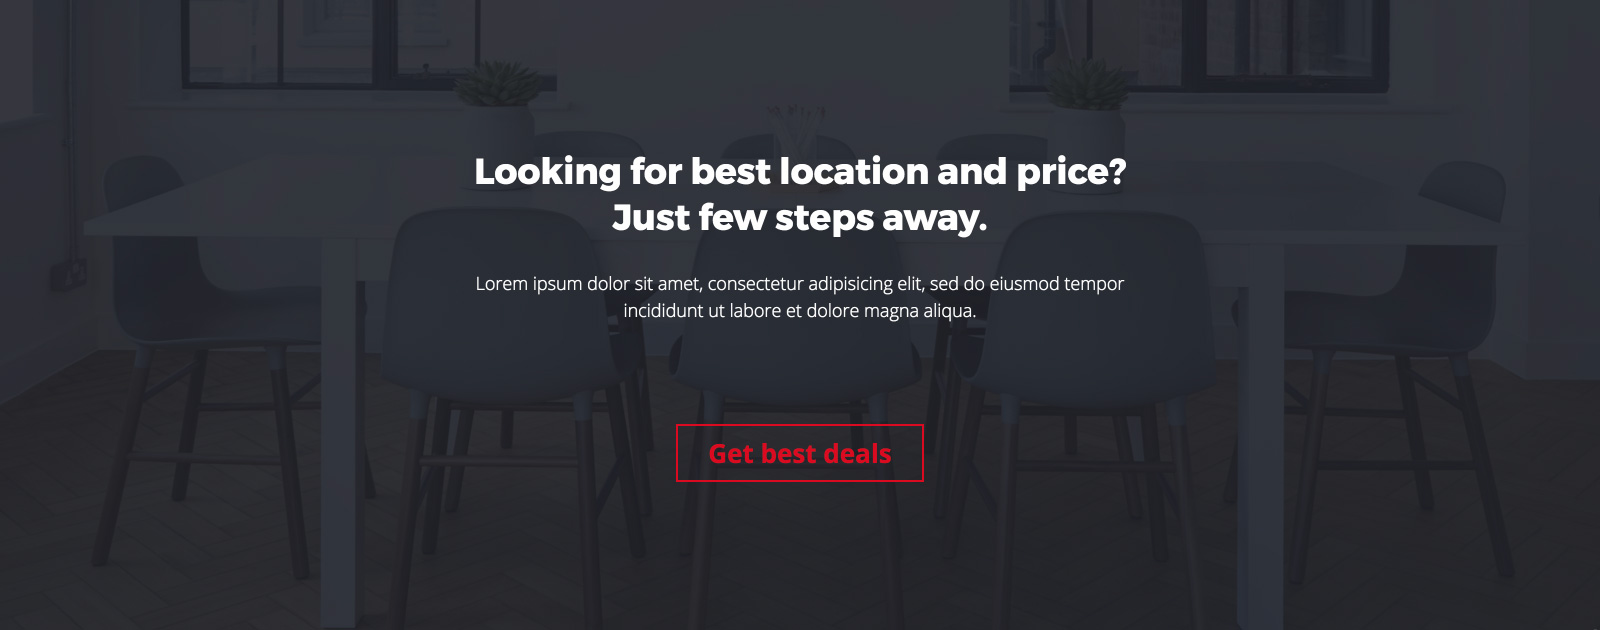 Looking for best location and price?
Just few steps away.
Lorem ipsum dolor sit amet, consectetur adipisicing elit, sed do eiusmod tempor
incididunt ut labore et dolore magna aliqua.
Get best deals